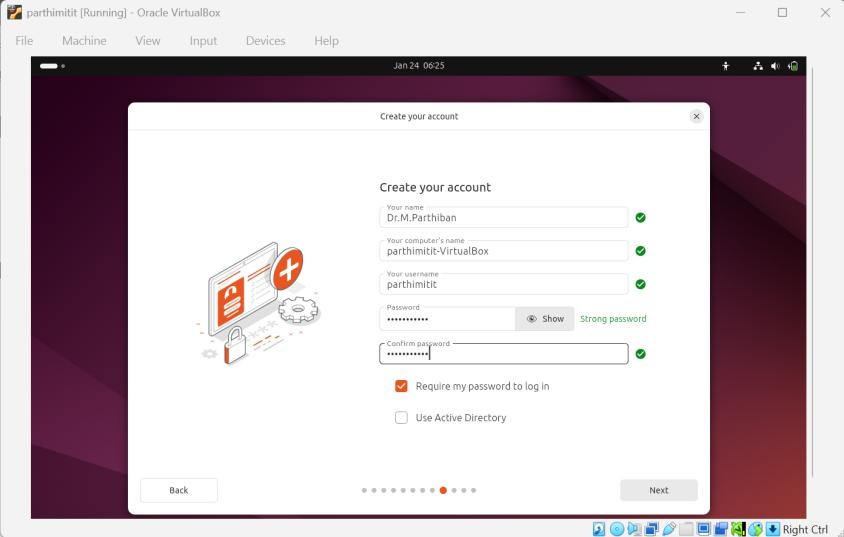 parthimitit [Running] - Oracle VirtualBox
File Machine View Input Devices Help
Jan 24 06:25
Create your account
Create your account
Your name
Dr.M.Parthiban
Your computer's name
parthimitit-VirtualBox
Your username
parthimitit
Password
••••••••••• Show Strong password
Confirm password
•••••••••••
Require my password to log in
Use Active Directory
Back Next
Right Ctrl